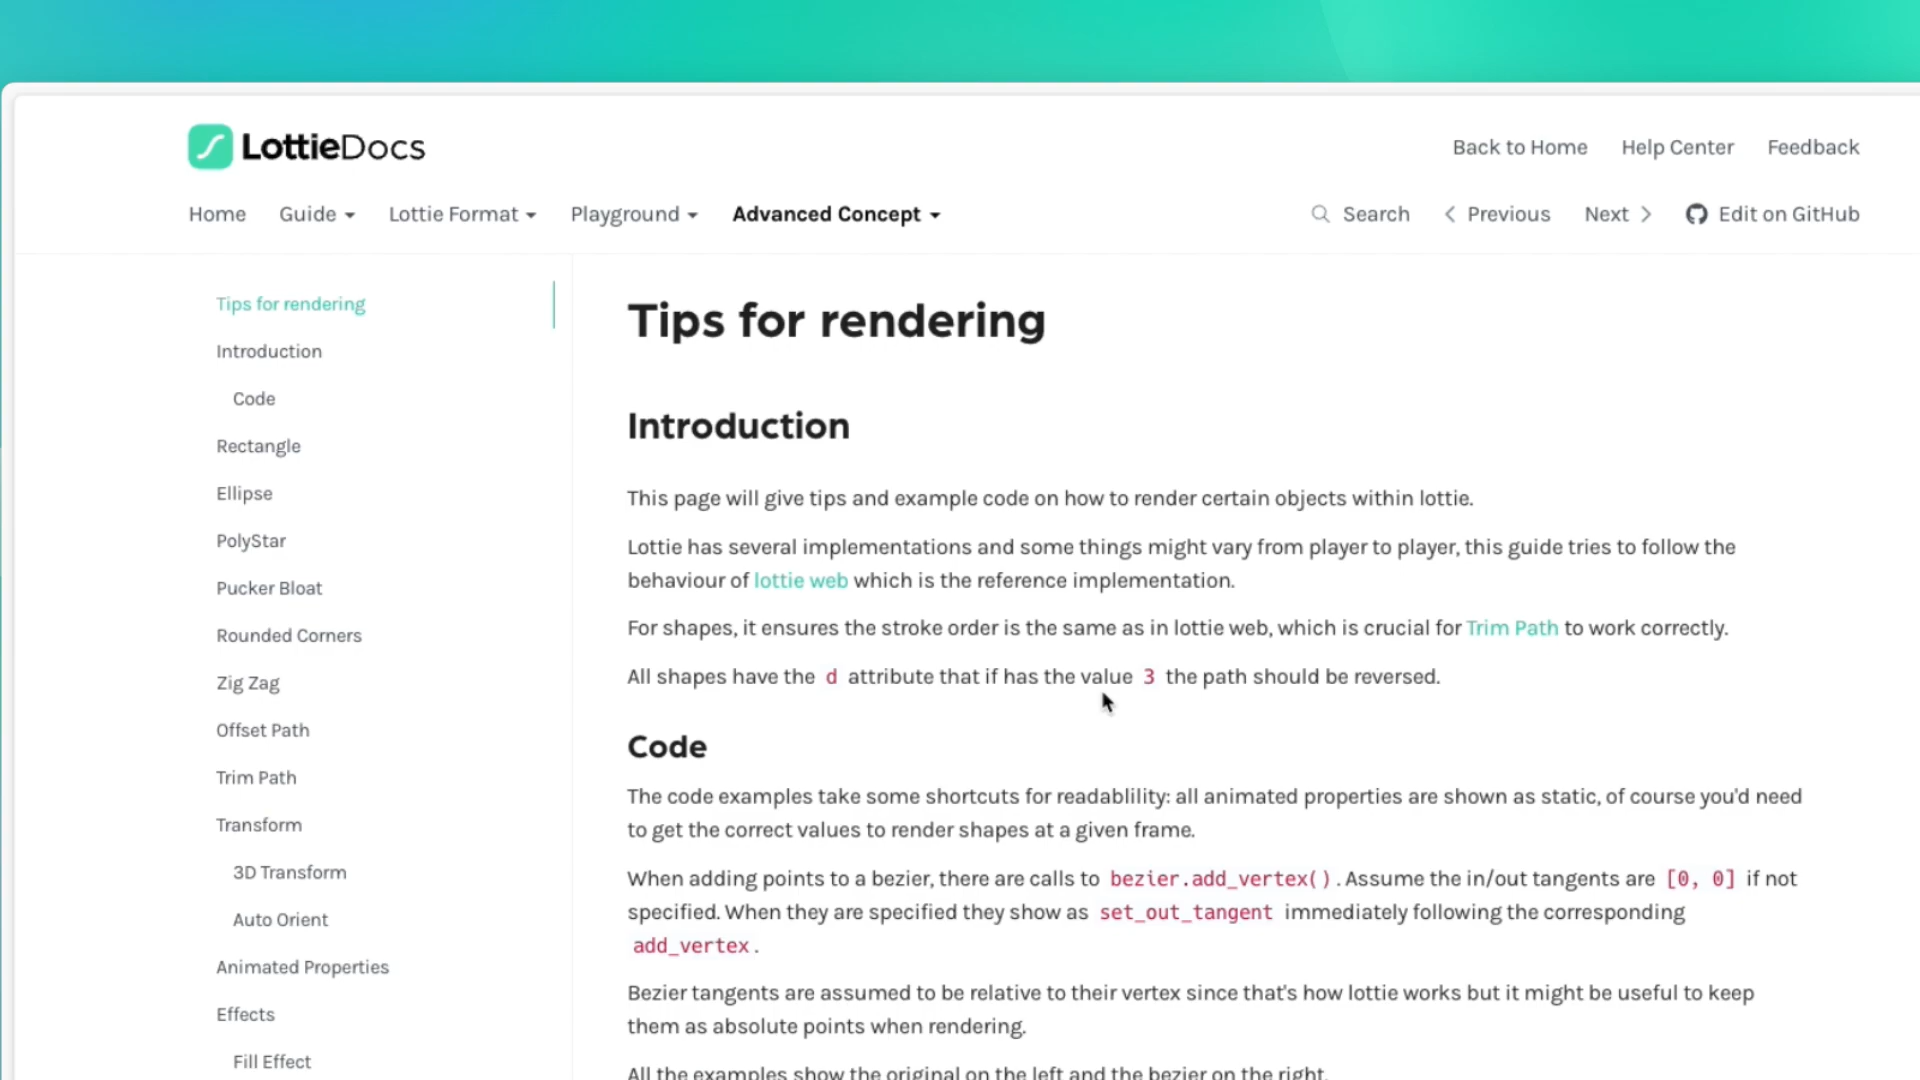 LottieDocs
Back to Home Help Center Feedback
Home Guide Lottie Format Playground Advanced Concept Search Previous Next Edit on GitHub
Tips for rendering
Introduction
Code
Rectangle
Ellipse
PolyStar
Pucker Bloat
Rounded Corners
Zig Zag
Offset Path
Trim Path
Transform
3D Transform
Auto Orient
Animated Properties
Effects
Fill Effect
Tips for rendering
Introduction
This page will give tips and example code on how to render certain objects within lottie.
Lottie has several implementations and some things might vary from player to player, this guide tries to follow the
behaviour of lottie web which is the reference implementation.
For shapes, it ensures the stroke order is the same as in lottie web, which is crucial for Trim Path to work correctly.
All shapes have the d attribute that if has the value 3 the path should be reversed.
Code
The code examples take some shortcuts for readablility: all animated properties are shown as static, of course you'd need
to get the correct values to render shapes at a given frame.
When adding points to a bezier, there are calls to bezier.add_vertex(). Assume the in/out tangents are [0, 0] if not
specified. When they are specified they show as set_out_tangent immediately following the corresponding
add_vertex.
Bezier tangents are assumed to be relative to their vertex since that's how lottie works but it might be useful to keep
them as absolute points when rendering.
All the examples show the original on the left and the bezier on the right.